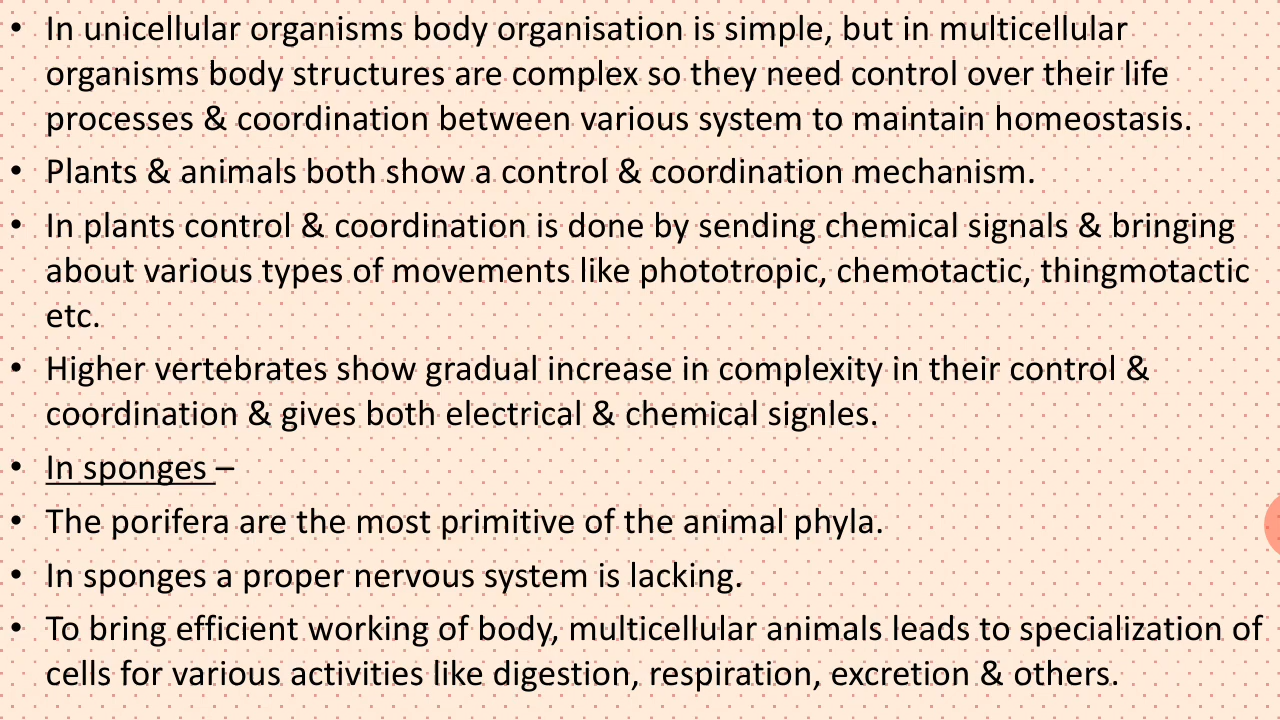 • In unicellular organisms body organisation is simple, but in multicellular
organisms body structures are complex so they need control over their life
processes & coordination between various system to maintain homeostasis.
• Plants & animals both show a control & coordination mechanism.
• In plants control & coordination is done by sending chemical signals & bringing
about various types of movements like phototropic, chemotactic, thingmotactic
etc.
• Higher vertebrates show gradual increase in complexity in their control &
coordination & gives both electrical & chemical signles.
• In sponges –
• The porifera are the most primitive of the animal phyla.
• In sponges a proper nervous system is lacking.
• To bring efficient working of body, multicellular animals leads to specialization of
cells for various activities like digestion, respiration, excretion & others.